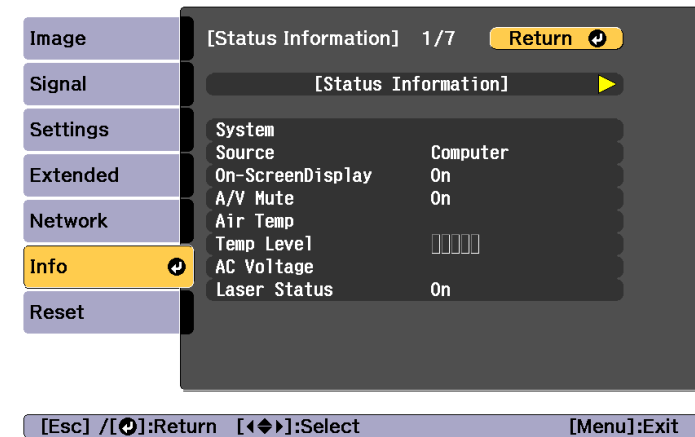 Image
Signal
Settings
Extended
Network
Info
Reset
[Status Information] 1/7 Return
[Status Information]
System
Source Computer
On-ScreenDisplay On
A/V Mute On
Air Temp
Temp Level
AC Voltage
Laser Status On
[Esc] /[ ]:Return [ ]:Select [Menu]:Exit